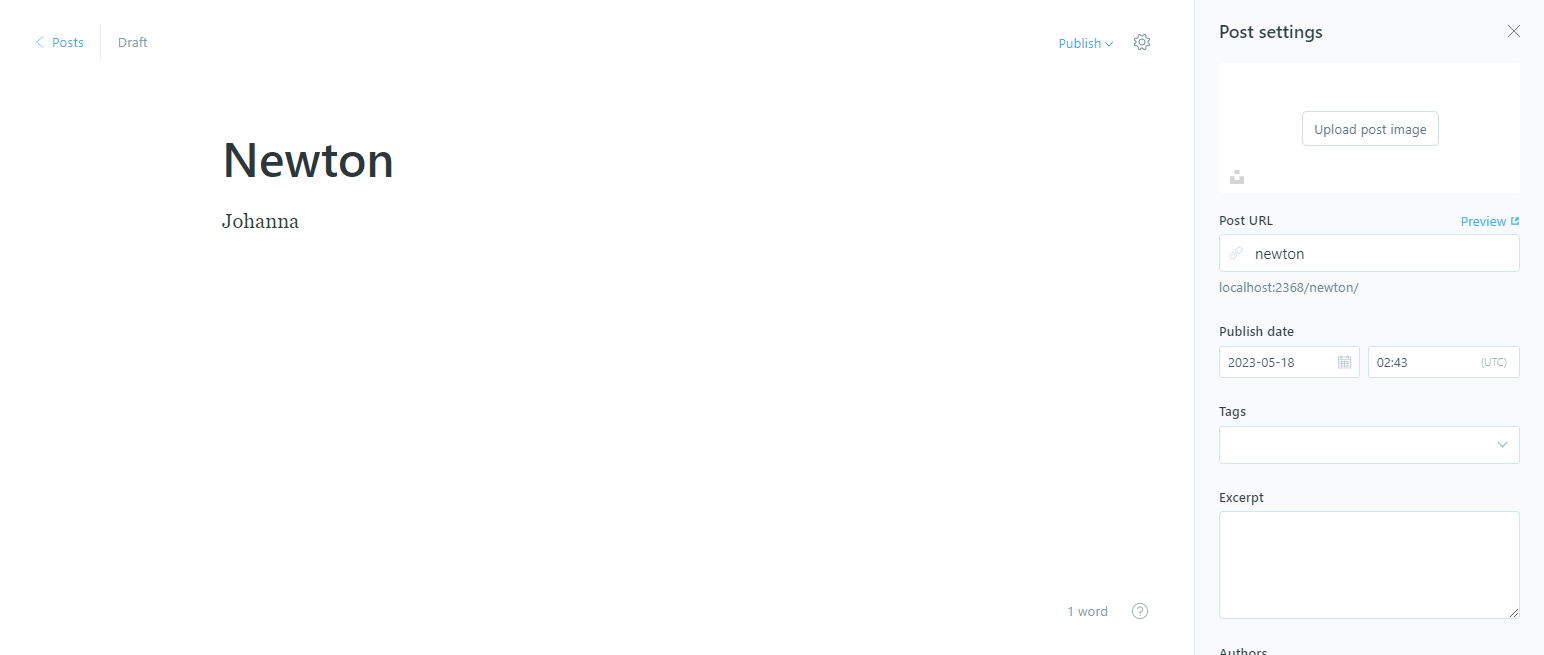 Posts
Draft
Publish
Newton
Johanna
1 word
Post settings
Upload post image
Post URL
Preview
newton
localhost:2368/newton/
Publish date
2023-05-18
02:43
(UTC)
Tags
Excerpt
Authors